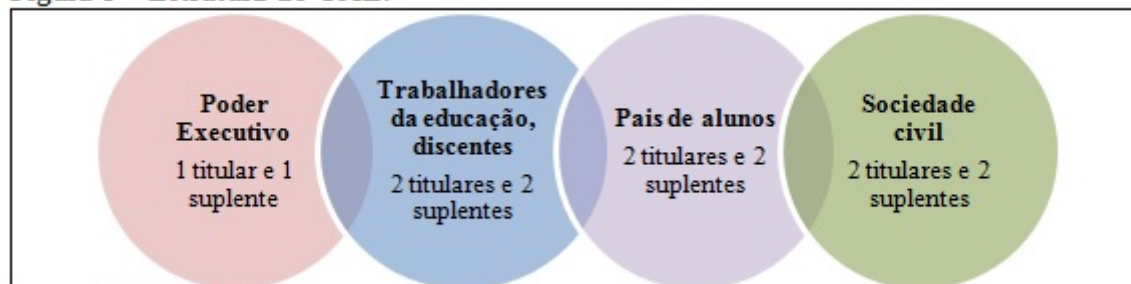 Poder
Executivo
1 titular e 1
suplente
Trabalhadores
da educação,
discentes
2 titulares e 2
suplentes
Pais de alunos
2 titulares e 2
suplentes
Sociedade
civil
2 titulares e 2
suplentes